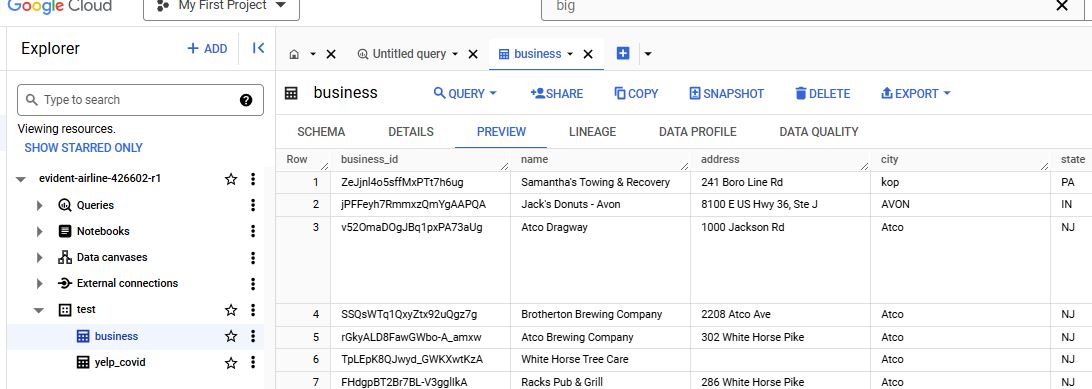 Google Cloud My First Project big
Explorer + ADD
Untitled query business
Type to search
business QUERY SHARE COPY SNAPSHOT DELETE EXPORT
Viewing resources.
SHOW STARRED ONLY
SCHEMA DETAILS PREVIEW LINEAGE DATA PROFILE DATA QUALITY
Row business_id name address city state
evident-airline-426602-r1
Queries
Notebooks
Data canvases
External connections
test
business
yelp_covid
1 ZeJjnl4o5sffMxPTt7h6ug Samantha's Towing & Recovery 241 Boro Line Rd kop PA
2 jPFFeyh7RmmxzQmYgAAPQA Jack's Donuts - Avon 8100 E US Hwy 36, Ste J AVON IN
3 v52OmaDOgJBq1pxPA73aUg Atco Dragway 1000 Jackson Rd Atco NJ
4 SSQsWTq1QxyZtx92uQgz7g Brotherton Brewing Company 2208 Atco Ave Atco NJ
5 rGkyALD8FawGWbo-A_amxw Atco Brewing Company 302 White Horse Pike Atco NJ
6 TpLEpK8QJwyd_GWKXwtKzA White Horse Tree Care Atco NJ
7 FHdgpBT2Br7BL-V3gglIkA Racks Pub & Grill 286 White Horse Pike Atco NJ